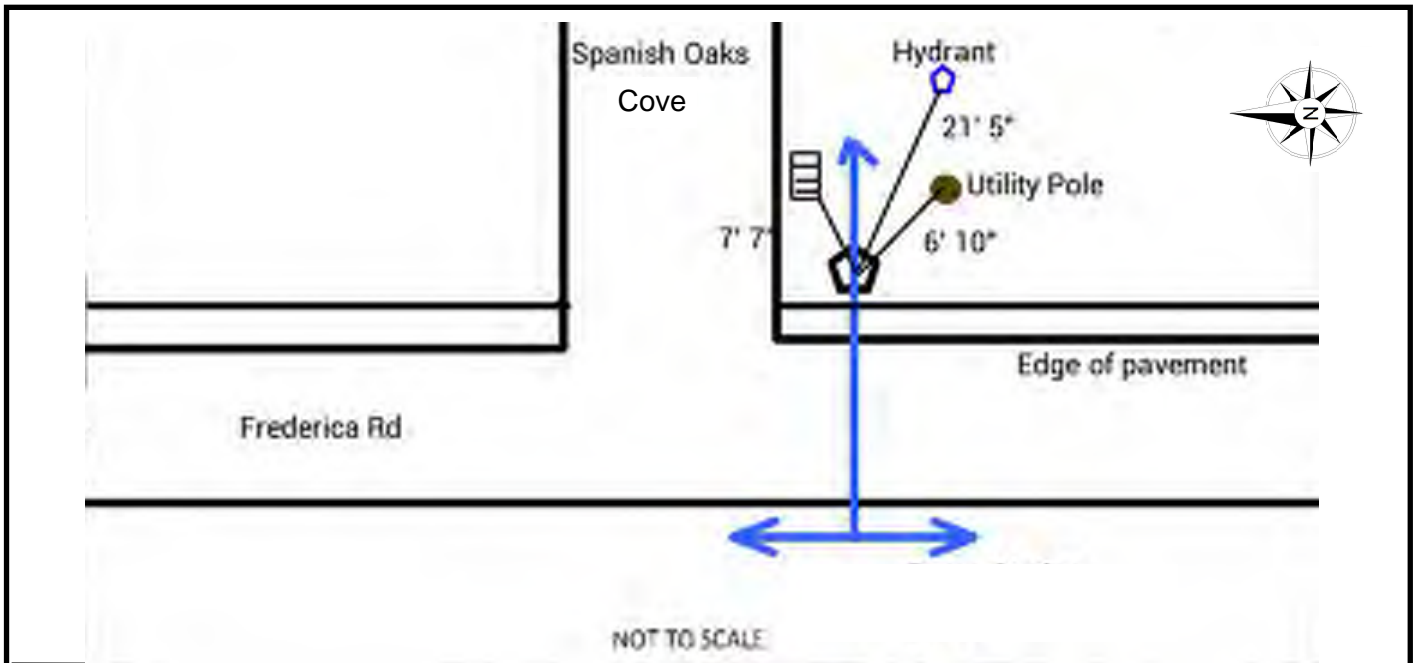 Spanish Oaks
Cove
Hydrant
N
21' 5"
Utility Pole
7' 7"
6' 10"
Edge of pavement
Frederica Rd
NOT TO SCALE